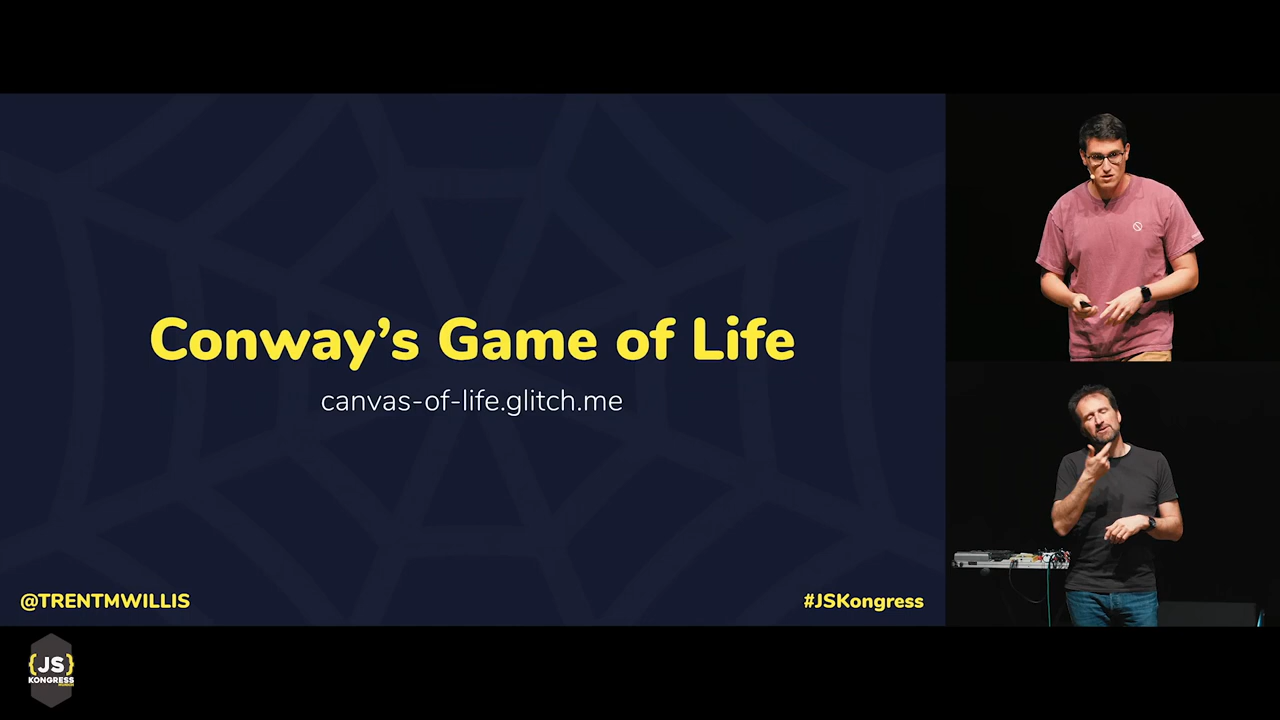 Conway’s Game of Life
canvas-of-life.glitch.me
@TRENTMWILLIS
#JSKongress
{JS}
KONGRESS